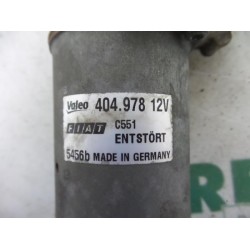 Valeo 404.978 12V
FIAT C551
ENTSTÖRT
5456b MADE IN GERMANY